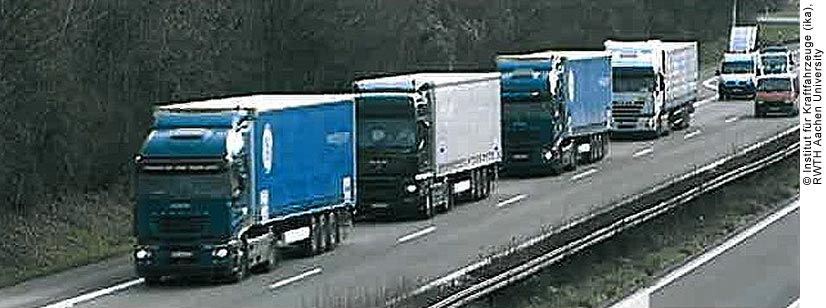 © Institut für Kraftfahrzeuge (ika),
RWTH Aachen University